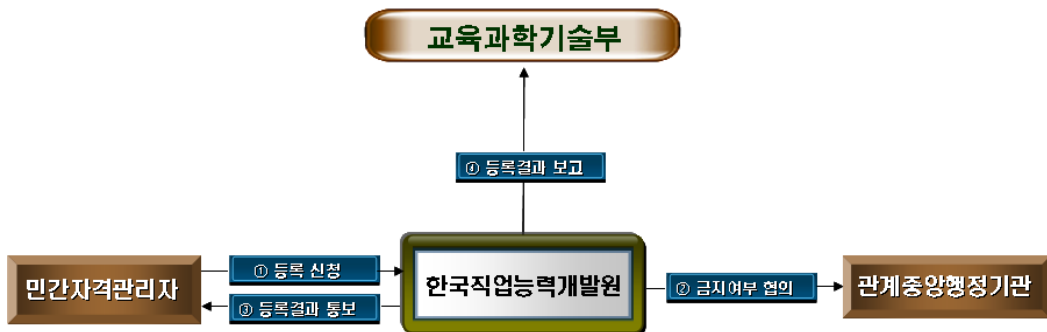 교육과학기술부
④ 등록결과 보고
민간자격관리자
① 등록 신청
③ 등록결과 통보
한국직업능력개발원
② 금지여부 협의
관계중앙행정기관